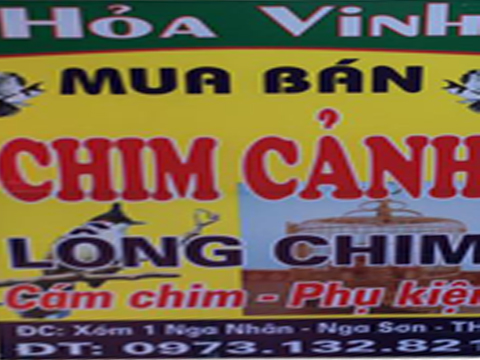 HỎA VINH
MUA BÁN
CHIM CẢNH
LỒNG CHIM
Cám chim - Phụ kiện
ĐC: Xóm 1 Nga Nhân - Nga Sơn - TH
ĐT: 0973.132.821